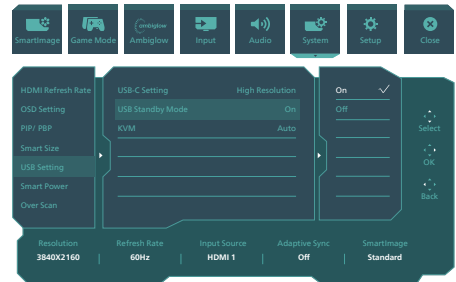 SmartImage
Game Mode
ambiglow
Ambiglow
Input
Audio
System
Setup
Close
HDMI Refresh Rate
OSD Setting
PIP/ PBP
Smart Size
USB Setting
Smart Power
Over Scan
USB-C Setting High Resolution
USB Standby Mode On
KVM Auto
On
Off
Select
OK
Back
Resolution Refresh Rate Input Source Adaptive Sync SmartImage
3840X2160 | 60Hz | HDMI 1 | Off | Standard